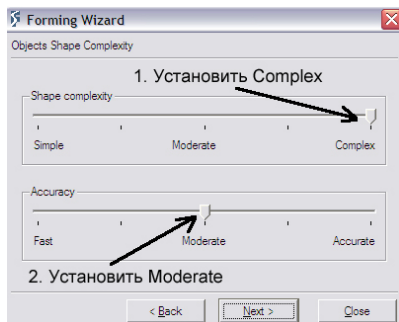 Forming Wizard
Objects Shape Complexity
1. Установить Complex
Shape complexity
Simple Moderate Complex
Accuracy
Fast Moderate Accurate
2. Установить Moderate
< Back Next > Close